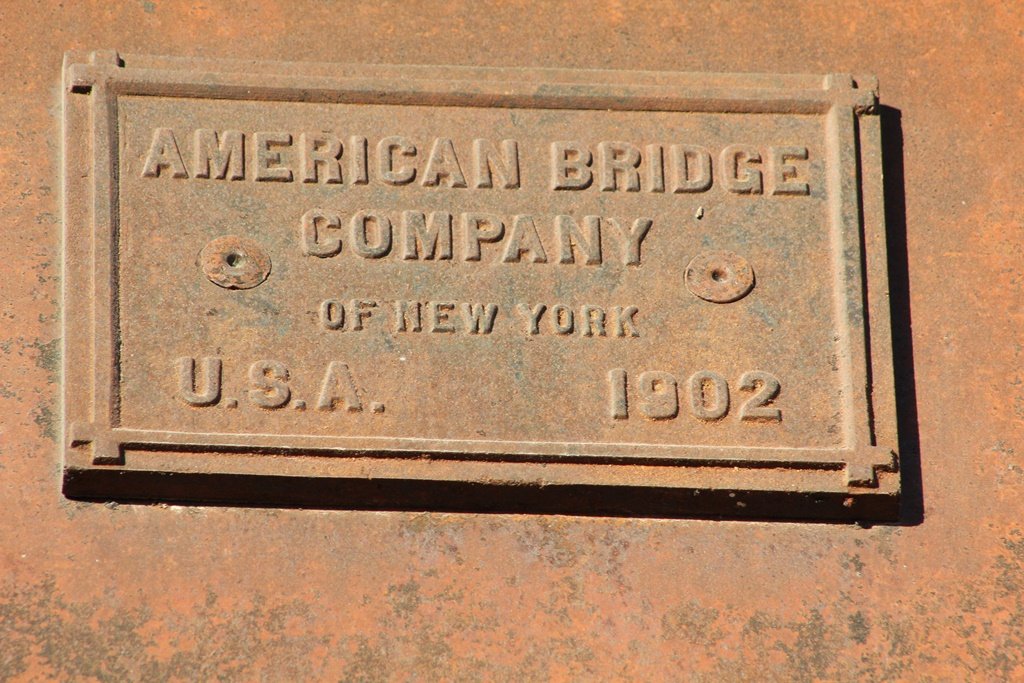 AMERICAN BRIDGE
COMPANY
OF NEW YORK
U.S.A. 1902